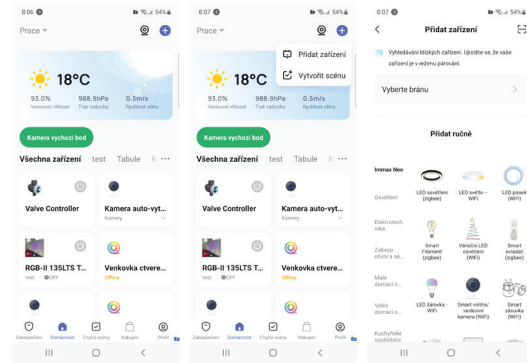 8:06
54%
Prace
18°C
93.0%
988.9hPa
0.5m/s
Venkovní vlhkost
Tlak vzduchu
Rychlost větru
Kamera vychozi bod
Všechna zařízení
test
Tabule
K
Valve Controller
Kamera auto-vyt...
Kamery
RGB-II 135LTS T...
Venkovka ctvere...
test
OFF
Offline
Zabezpečení
Domácnost
Chytré scény
Nákupní
Profil
8:07
54%
Prace
Přidat zařízení
Vytvořit scénu
18°C
93.0%
988.9hPa
0.5m/s
Venkovní vlhkost
Tlak vzduchu
Rychlost větru
Kamera vychozi bod
Všechna zařízení
test
Tabule
K
Valve Controller
Kamera auto-vyt...
Kamery
RGB-II 135LTS T...
Venkovka ctvere...
test
OFF
Offline
Zabezpečení
Domácnost
Chytré scény
Nákupní
Profil
8:07
54%
Přidat zařízení
Vyhledávání blízkých zařízení. Ujistěte se, že vaše
zařízení je v režimu párování.
Vyberte bránu
Přidat ručně
Immax Neo
LED osvětlení
(zigbee)
LED světlo -
WiFi
LED pásek
(WiFi)
Osvětlení
Elektrotech
nika
Smart
Filament
(zigbee)
Vánoční LED
osvětlení
(WiFi)
Smart
ovladač
(zigbee)
Zabezp
ečení a se...
Malé
domácí s...
LED žárovka -
WiFi
Smart vnitřní/
venkovní
kamera (WiFi)
Smart
zásuvka
(WiFi)
Velké
domácí s...
Kuchyňské
spotřebiče